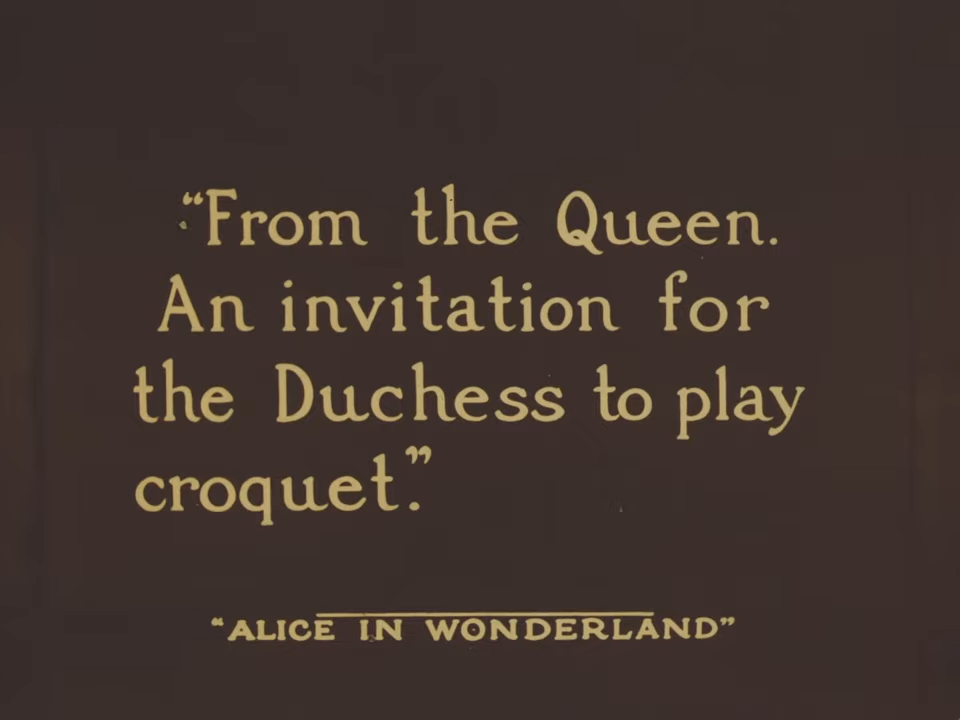 “From the Queen.
An invitation for
the Duchess to play
croquet.”
“ALICE IN WONDERLAND”